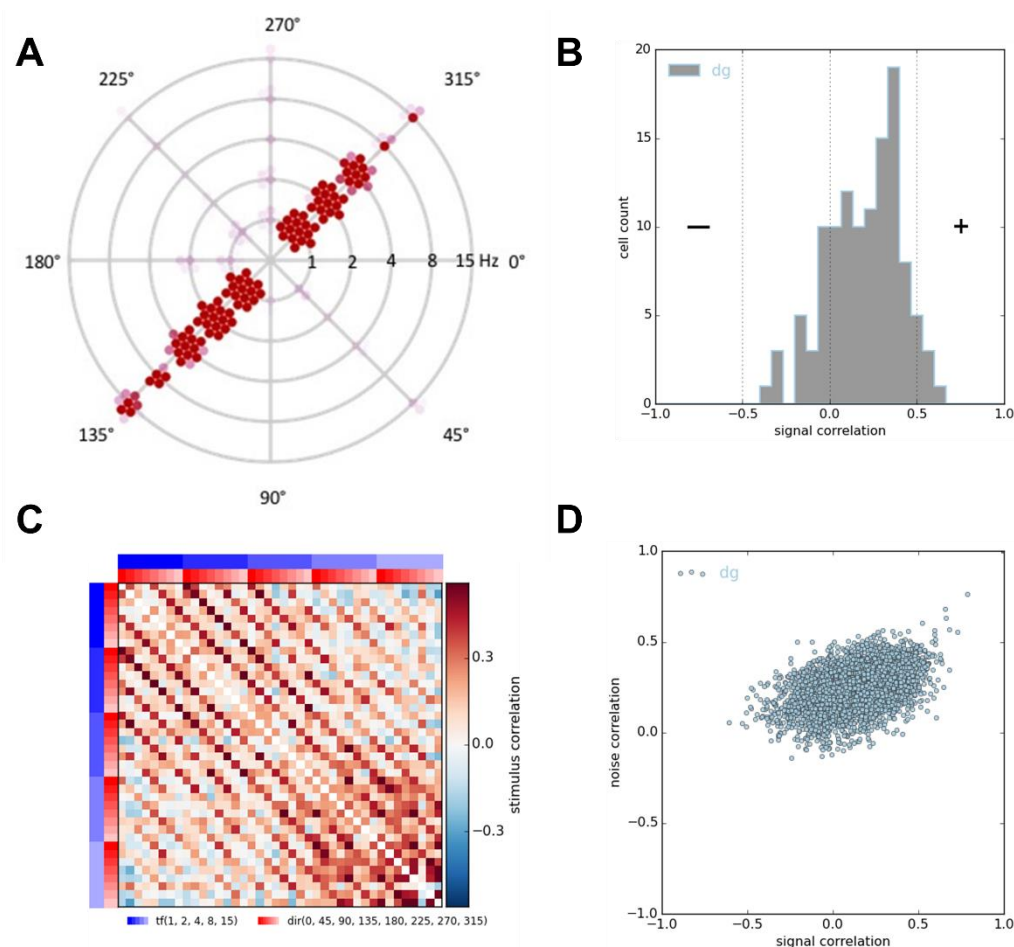 A
270°
225°
315°
180°
1 2 4 8 15 Hz 0°
135°
45°
90°
B
20
15
10
5
0
cell count
dg
−
+
−1.0 −0.5 0.0 0.5 1.0
signal correlation
C
0.3
0.0
−0.3
stimulus correlation
tf(1, 2, 4, 8, 15) dir(0, 45, 90, 135, 180, 225, 270, 315)
D
1.0
0.5
0.0
−0.5
−1.0
noise correlation
dg
−1.0 −0.5 0.0 0.5 1.0
signal correlation